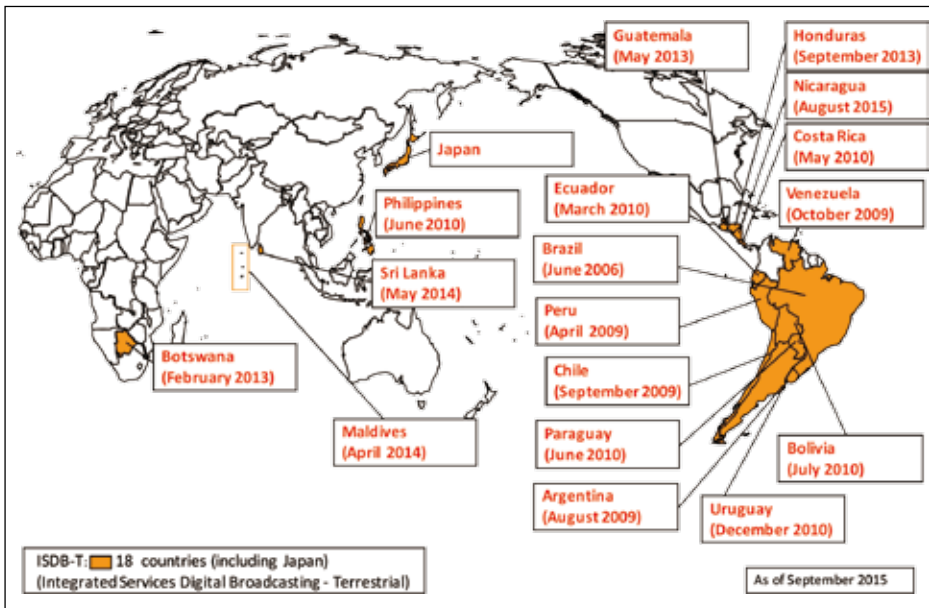 Guatemala
(May 2013)
Honduras
(September 2013)
Nicaragua
(August 2015)
Costa Rica
(May 2010)
Japan
Ecuador
(March 2010)
Venezuela
(October 2009)
Philippines
(June 2010)
Brazil
(June 2006)
Sri Lanka
(May 2014)
Peru
(April 2009)
Botswana
(February 2013)
Chile
(September 2009)
Maldives
(April 2014)
Paraguay
(June 2010)
Bolivia
(July 2010)
Argentina
(August 2009)
Uruguay
(December 2010)
ISDB-T: 18 countries (including Japan)
(Integrated Services Digital Broadcasting - Terrestrial)
As of September 2015